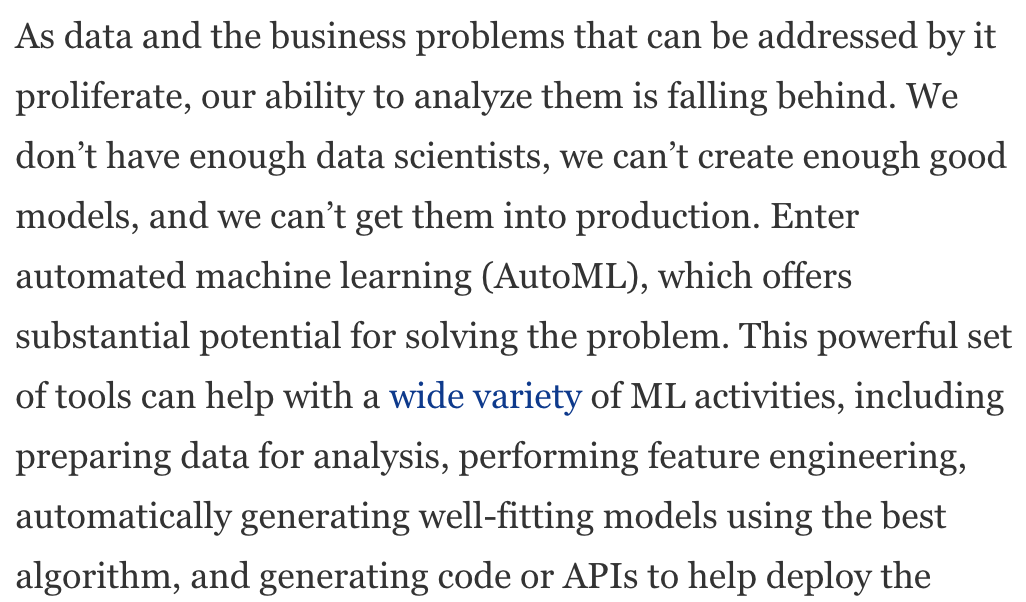 As data and the business problems that can be addressed by it
proliferate, our ability to analyze them is falling behind. We
don’t have enough data scientists, we can’t create enough good
models, and we can’t get them into production. Enter
automated machine learning (AutoML), which offers
substantial potential for solving the problem. This powerful set
of tools can help with a wide variety of ML activities, including
preparing data for analysis, performing feature engineering,
automatically generating well-fitting models using the best
algorithm, and generating code or APIs to help deploy the